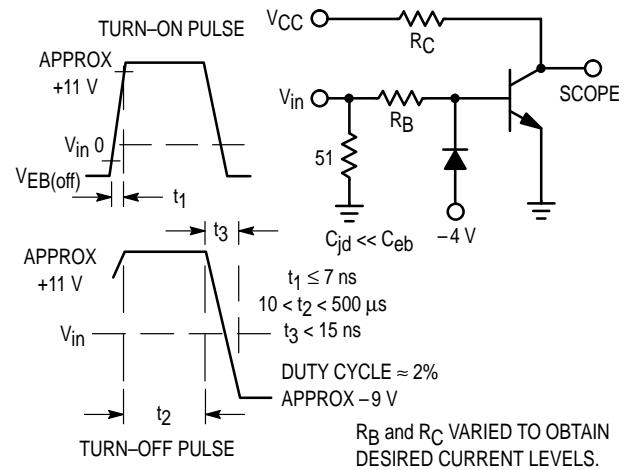 TURN–ON PULSE
APPROX
+11 V
Vin 0
VEB(off)
t1
t3
APPROX
+11 V
Vin
t2
TURN–OFF PULSE
t1 ≤ 7 ns
10 < t2 < 500 μs
t3 < 15 ns
DUTY CYCLE ≈ 2%
APPROX –9 V
VCC
RC
SCOPE
Vin
RB
51
Cjd << Ceb
–4 V
RB and RC VARIED TO OBTAIN
DESIRED CURRENT LEVELS.